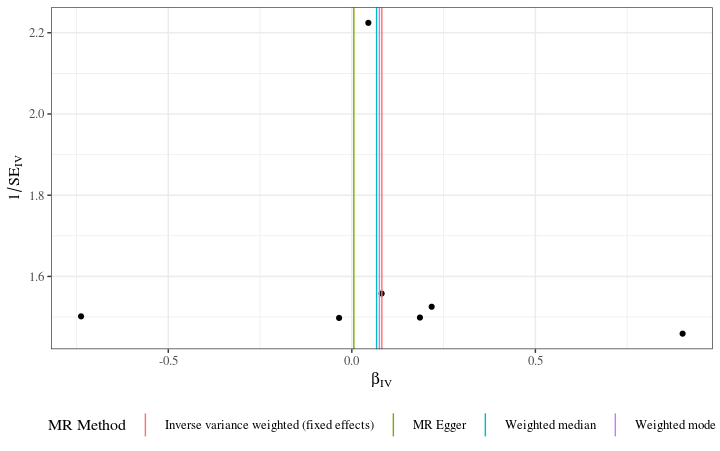 2.2
2.0
1.8
1.6
1/SE_IV
-0.5 0.0 0.5
β_IV
MR Method Inverse variance weighted (fixed effects) MR Egger Weighted median Weighted mode